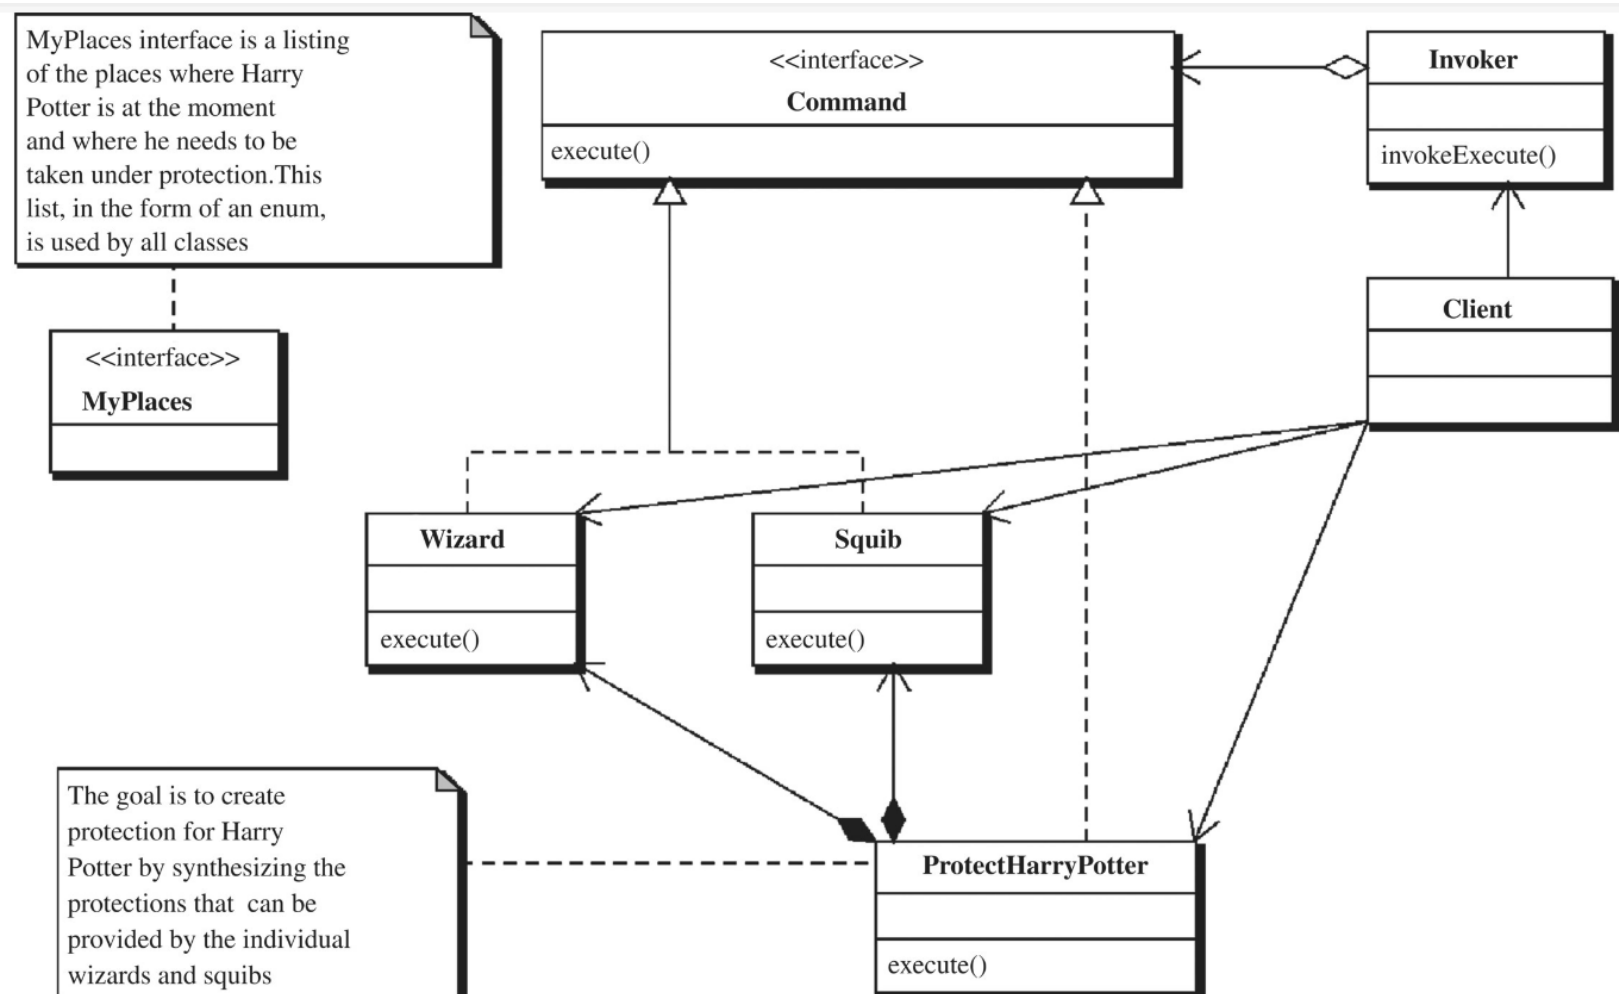 MyPlaces interface is a listing
of the places where Harry
Potter is at the moment
and where he needs to be
taken under protection.This
list, in the form of an enum,
is used by all classes
<<interface>>
MyPlaces
<<interface>>
Command
execute()
Invoker
invokeExecute()
Client
Wizard
execute()
Squib
execute()
The goal is to create
protection for Harry
Potter by synthesizing the
protections that can be
provided by the individual
wizards and squibs
ProtectHarryPotter
execute()